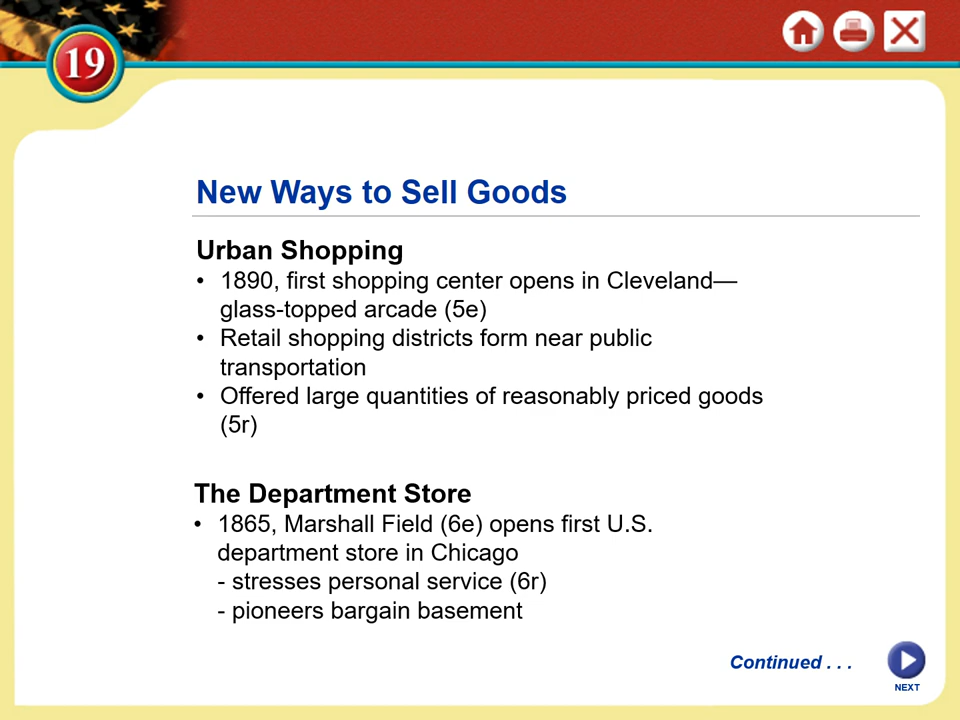 19
New Ways to Sell Goods
Urban Shopping
• 1890, first shopping center opens in Cleveland—
glass-topped arcade (5e)
• Retail shopping districts form near public
transportation
• Offered large quantities of reasonably priced goods
(5r)
The Department Store
• 1865, Marshall Field (6e) opens first U.S.
department store in Chicago
- stresses personal service (6r)
- pioneers bargain basement
Continued . . .
NEXT